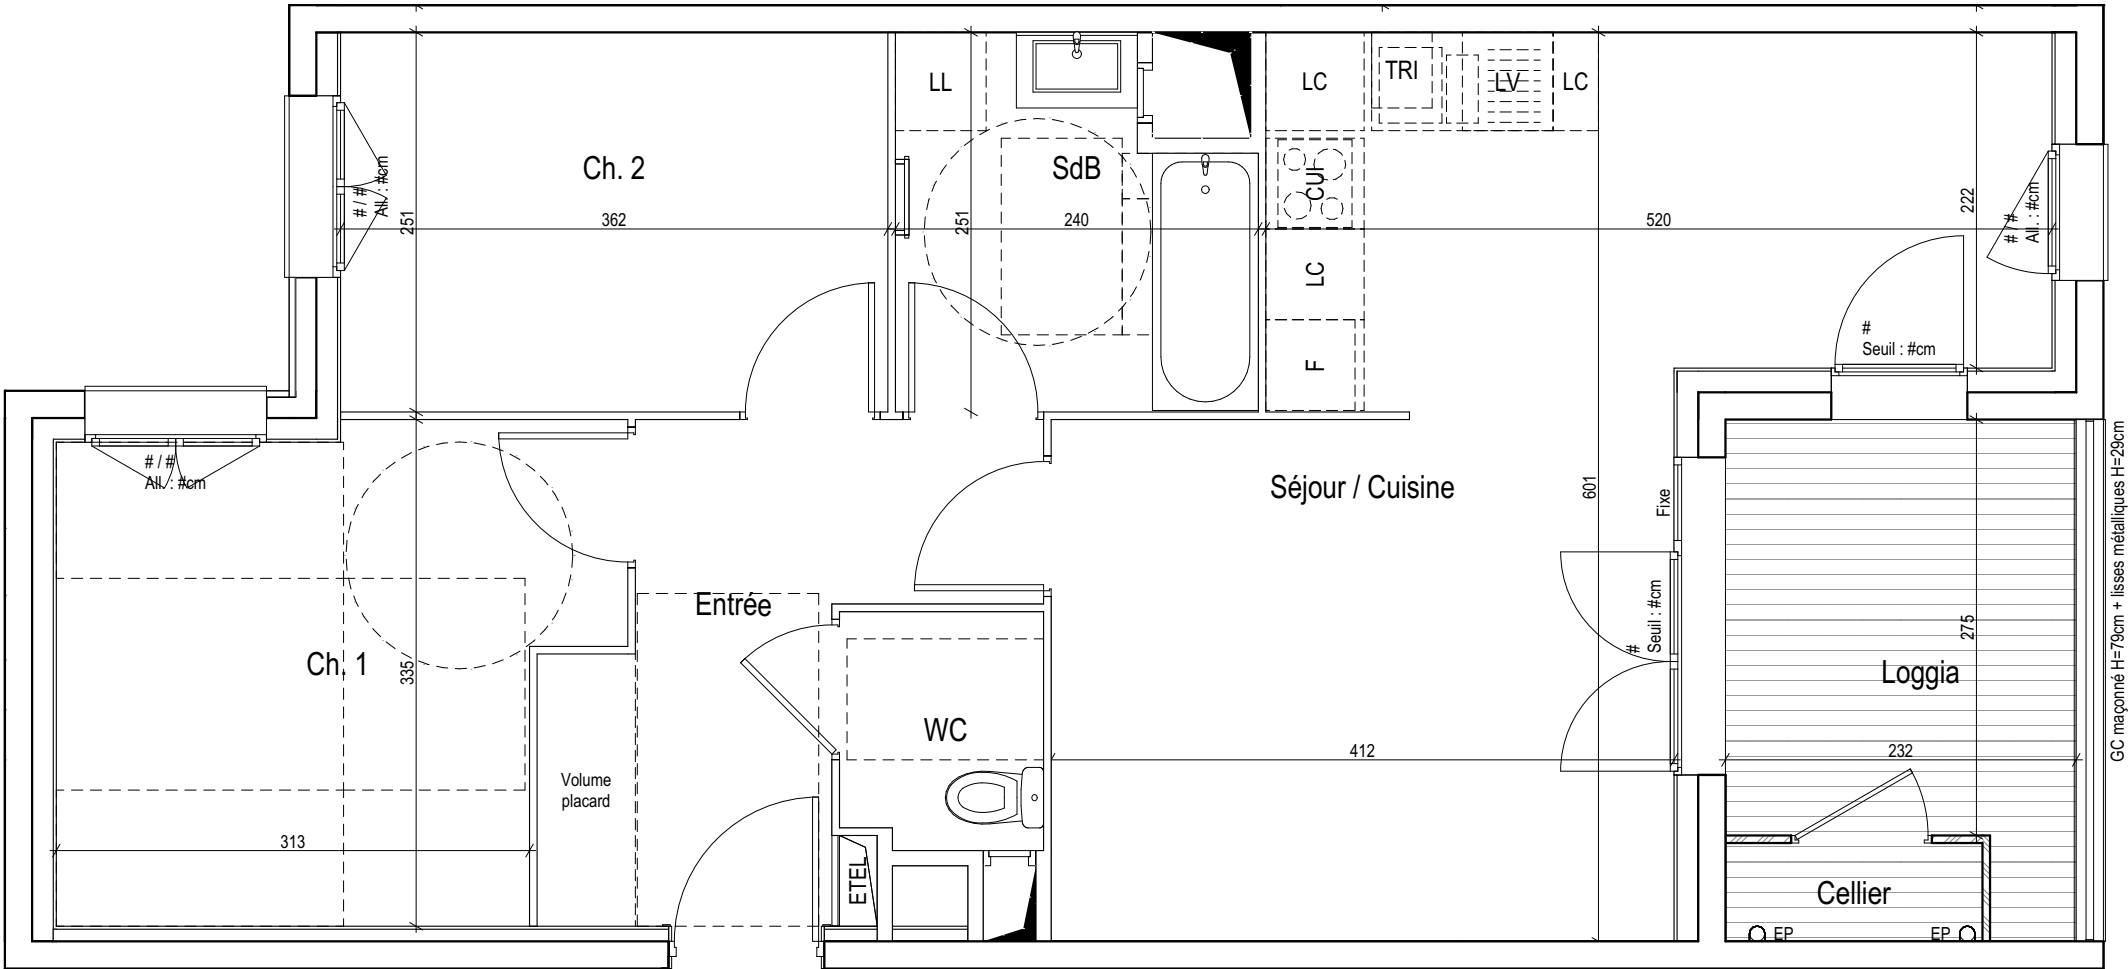 LL
LC
TRI
LV
LC
Ch. 2
SdB
CUI
# / #
All. : #cm
251
362
251
240
520
222
# / #
All. : #cm
LC
F
#
Seuil : #cm
# / #
All. : #cm
Séjour / Cuisine
601
Fixe
GC maçonné H=79cm + lisses métalliques H=29cm
Entrée
#
Seuil : #cm
275
Ch. 1
335
Loggia
WC
412
232
Volume
placard
313
ETEL
Cellier
EP
EP